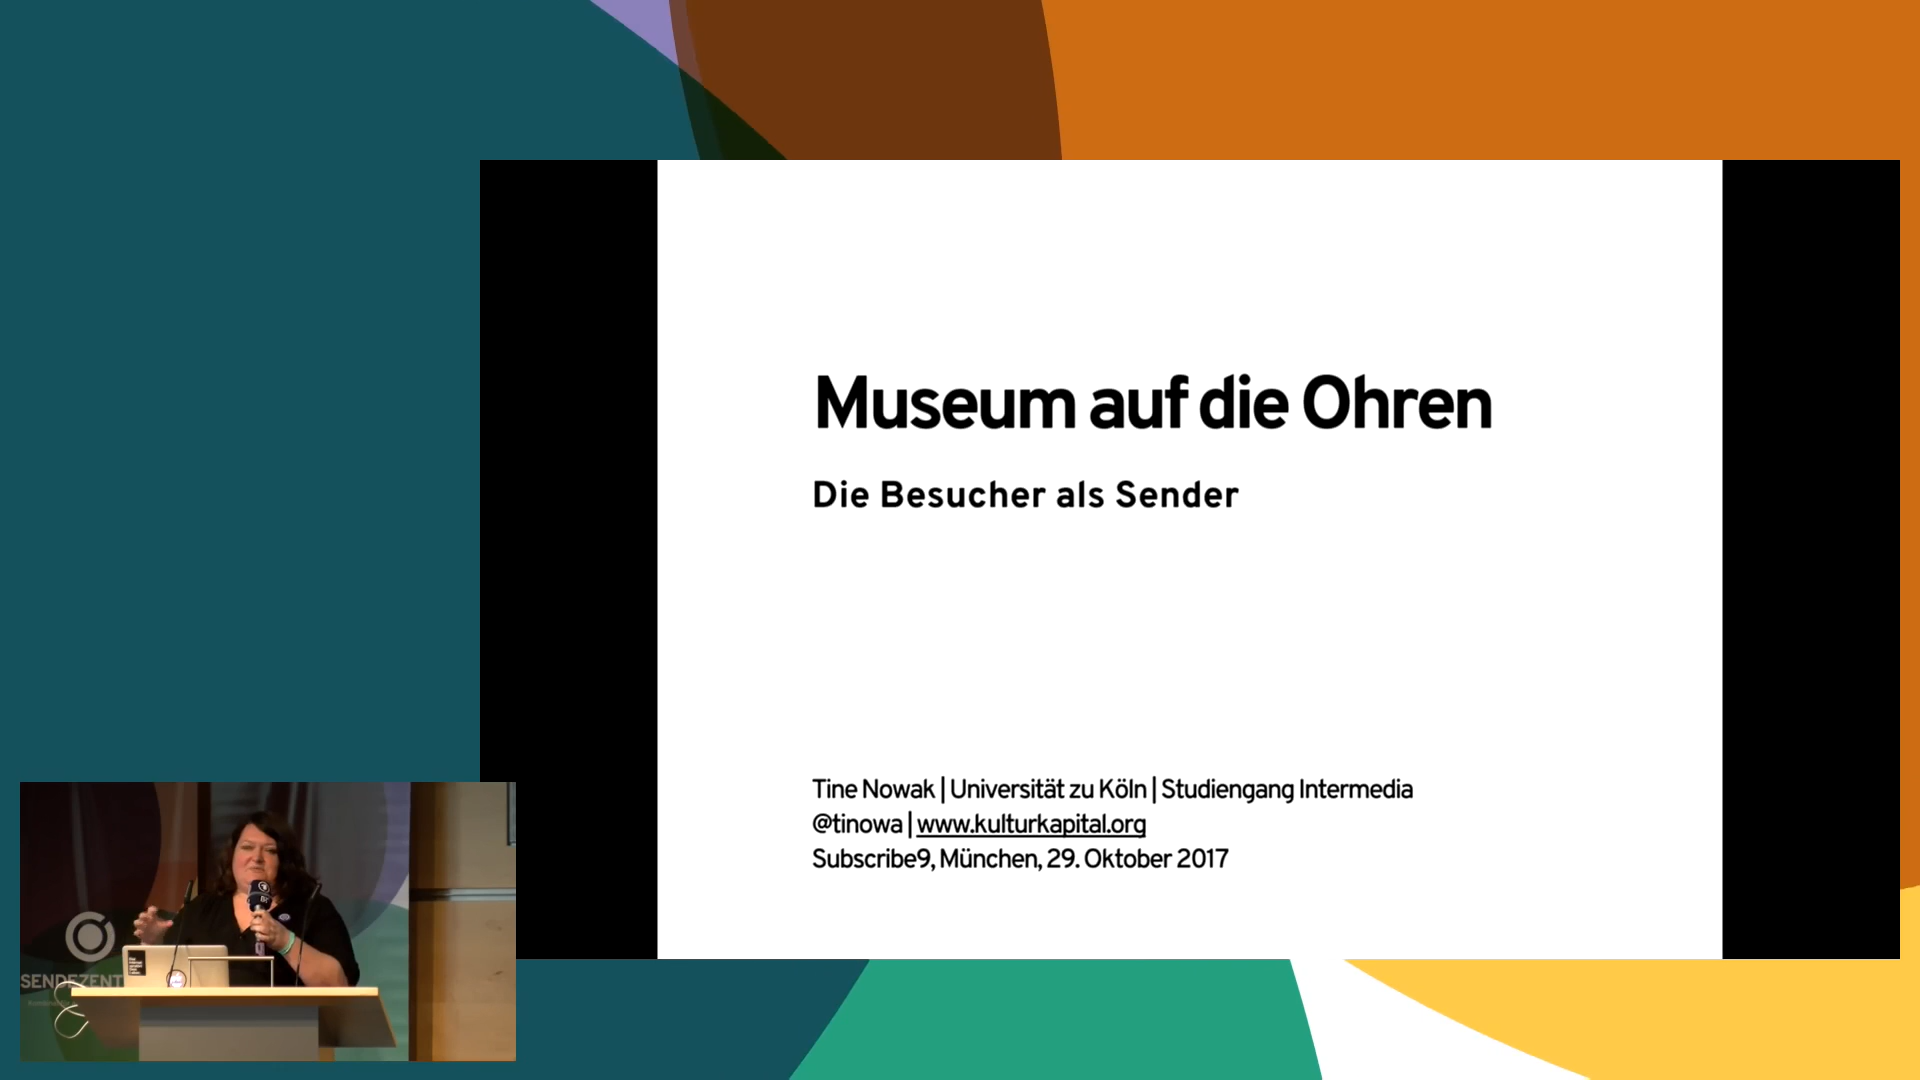 Museum auf die Ohren
Die Besucher als Sender
Tine Nowak | Universität zu Köln | Studiengang Intermedia
@tinowa | www.kulturkapital.org
Subscribe9, München, 29. Oktober 2017
SENDEZENT